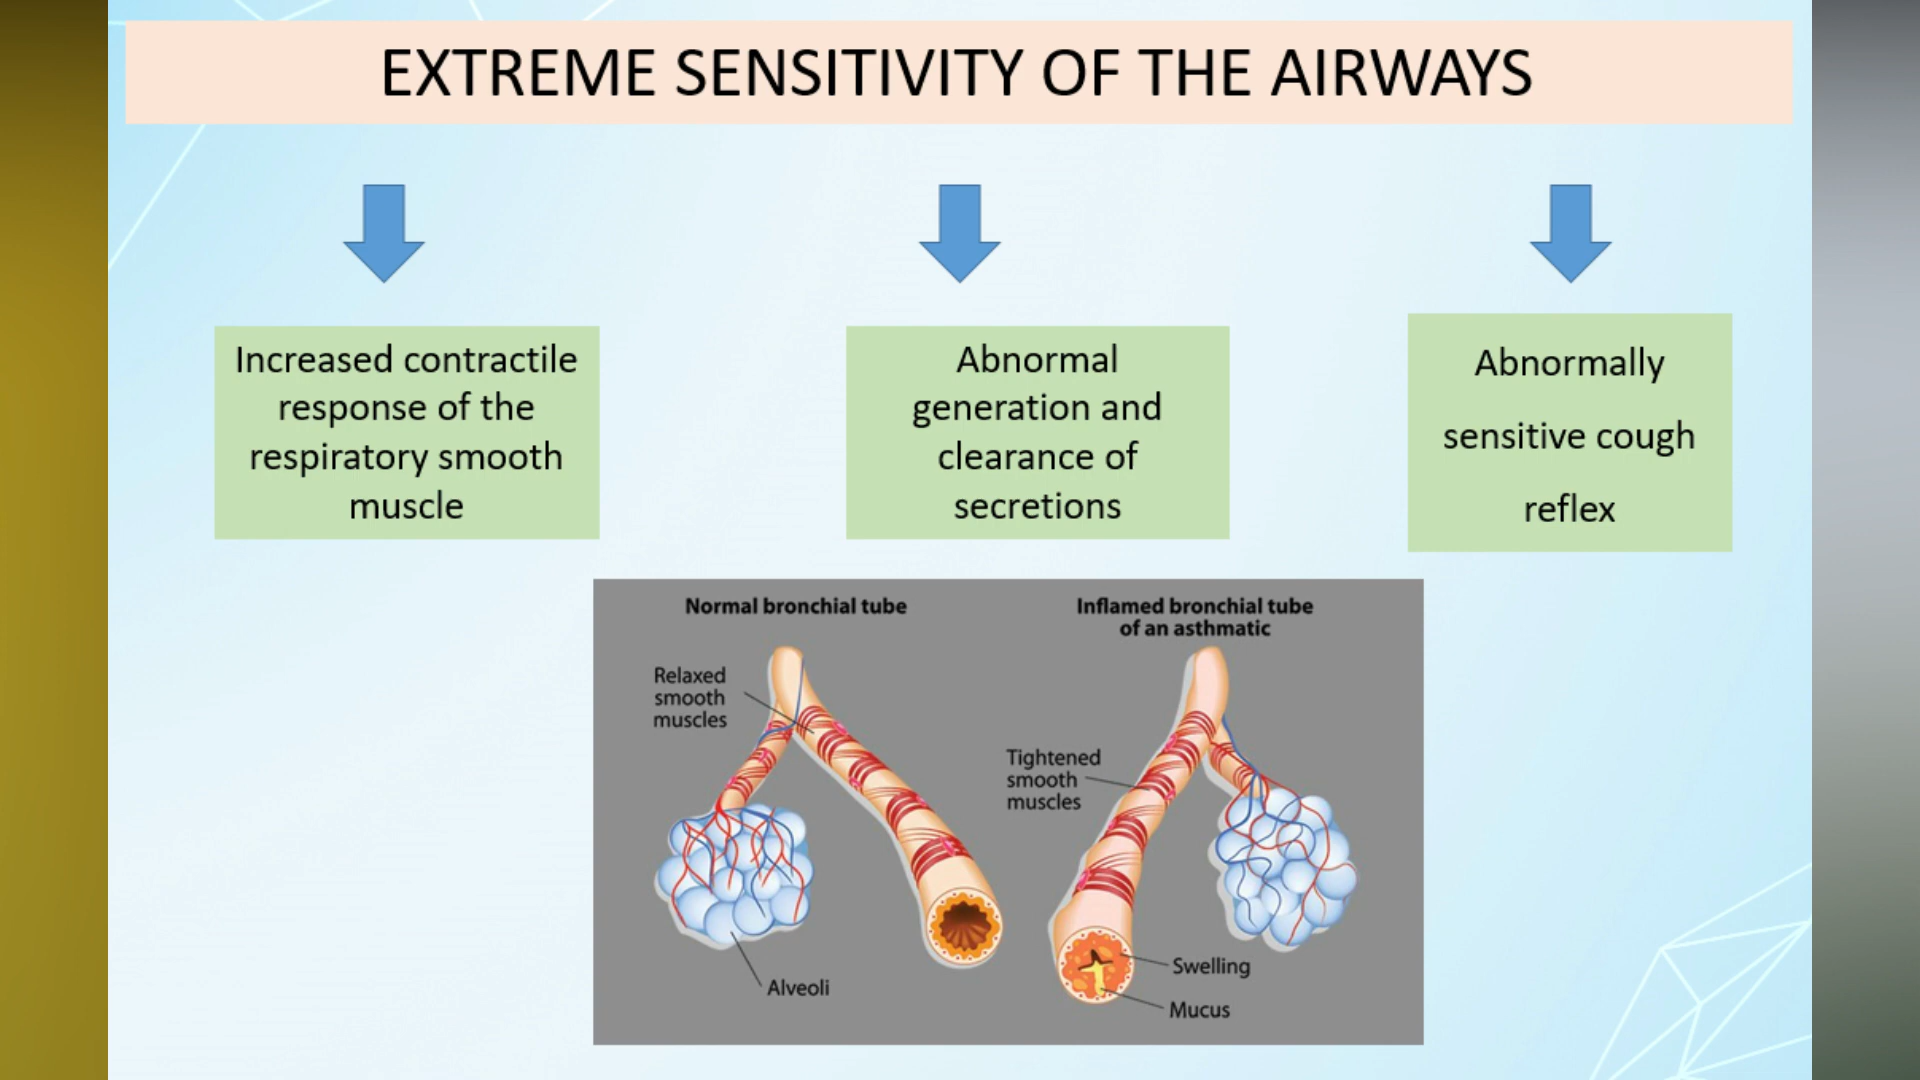 EXTREME SENSITIVITY OF THE AIRWAYS
Increased contractile
response of the
respiratory smooth
muscle
Abnormal
generation and
clearance of
secretions
Abnormally
sensitive cough
reflex
Normal bronchial tube
Relaxed
smooth
muscles
Alveoli
Inflamed bronchial tube
of an asthmatic
Tightened
smooth
muscles
Swelling
Mucus